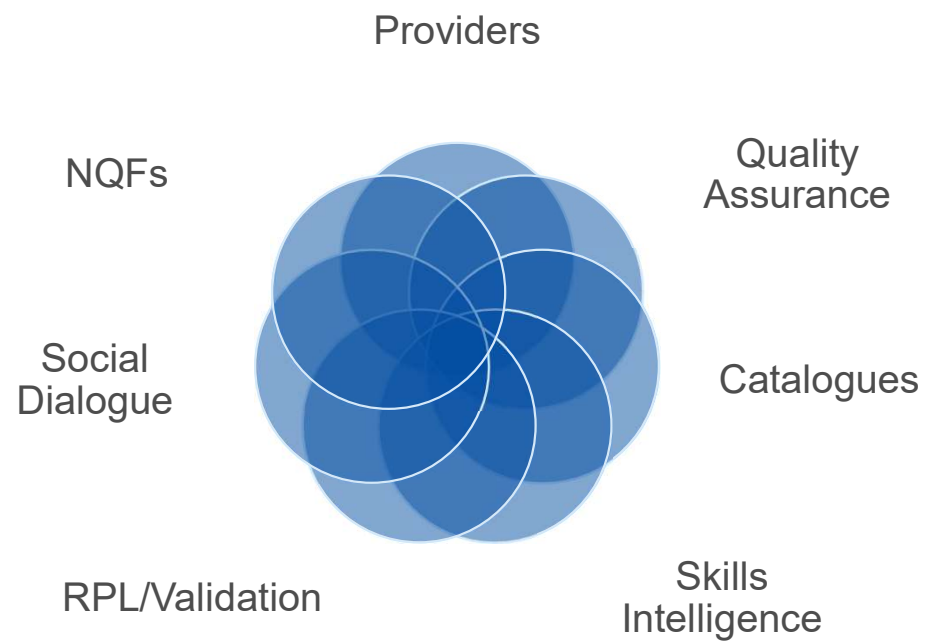 Providers
NQFs
Quality
Assurance
Social
Dialogue
Catalogues
RPL/Validation
Skills
Intelligence